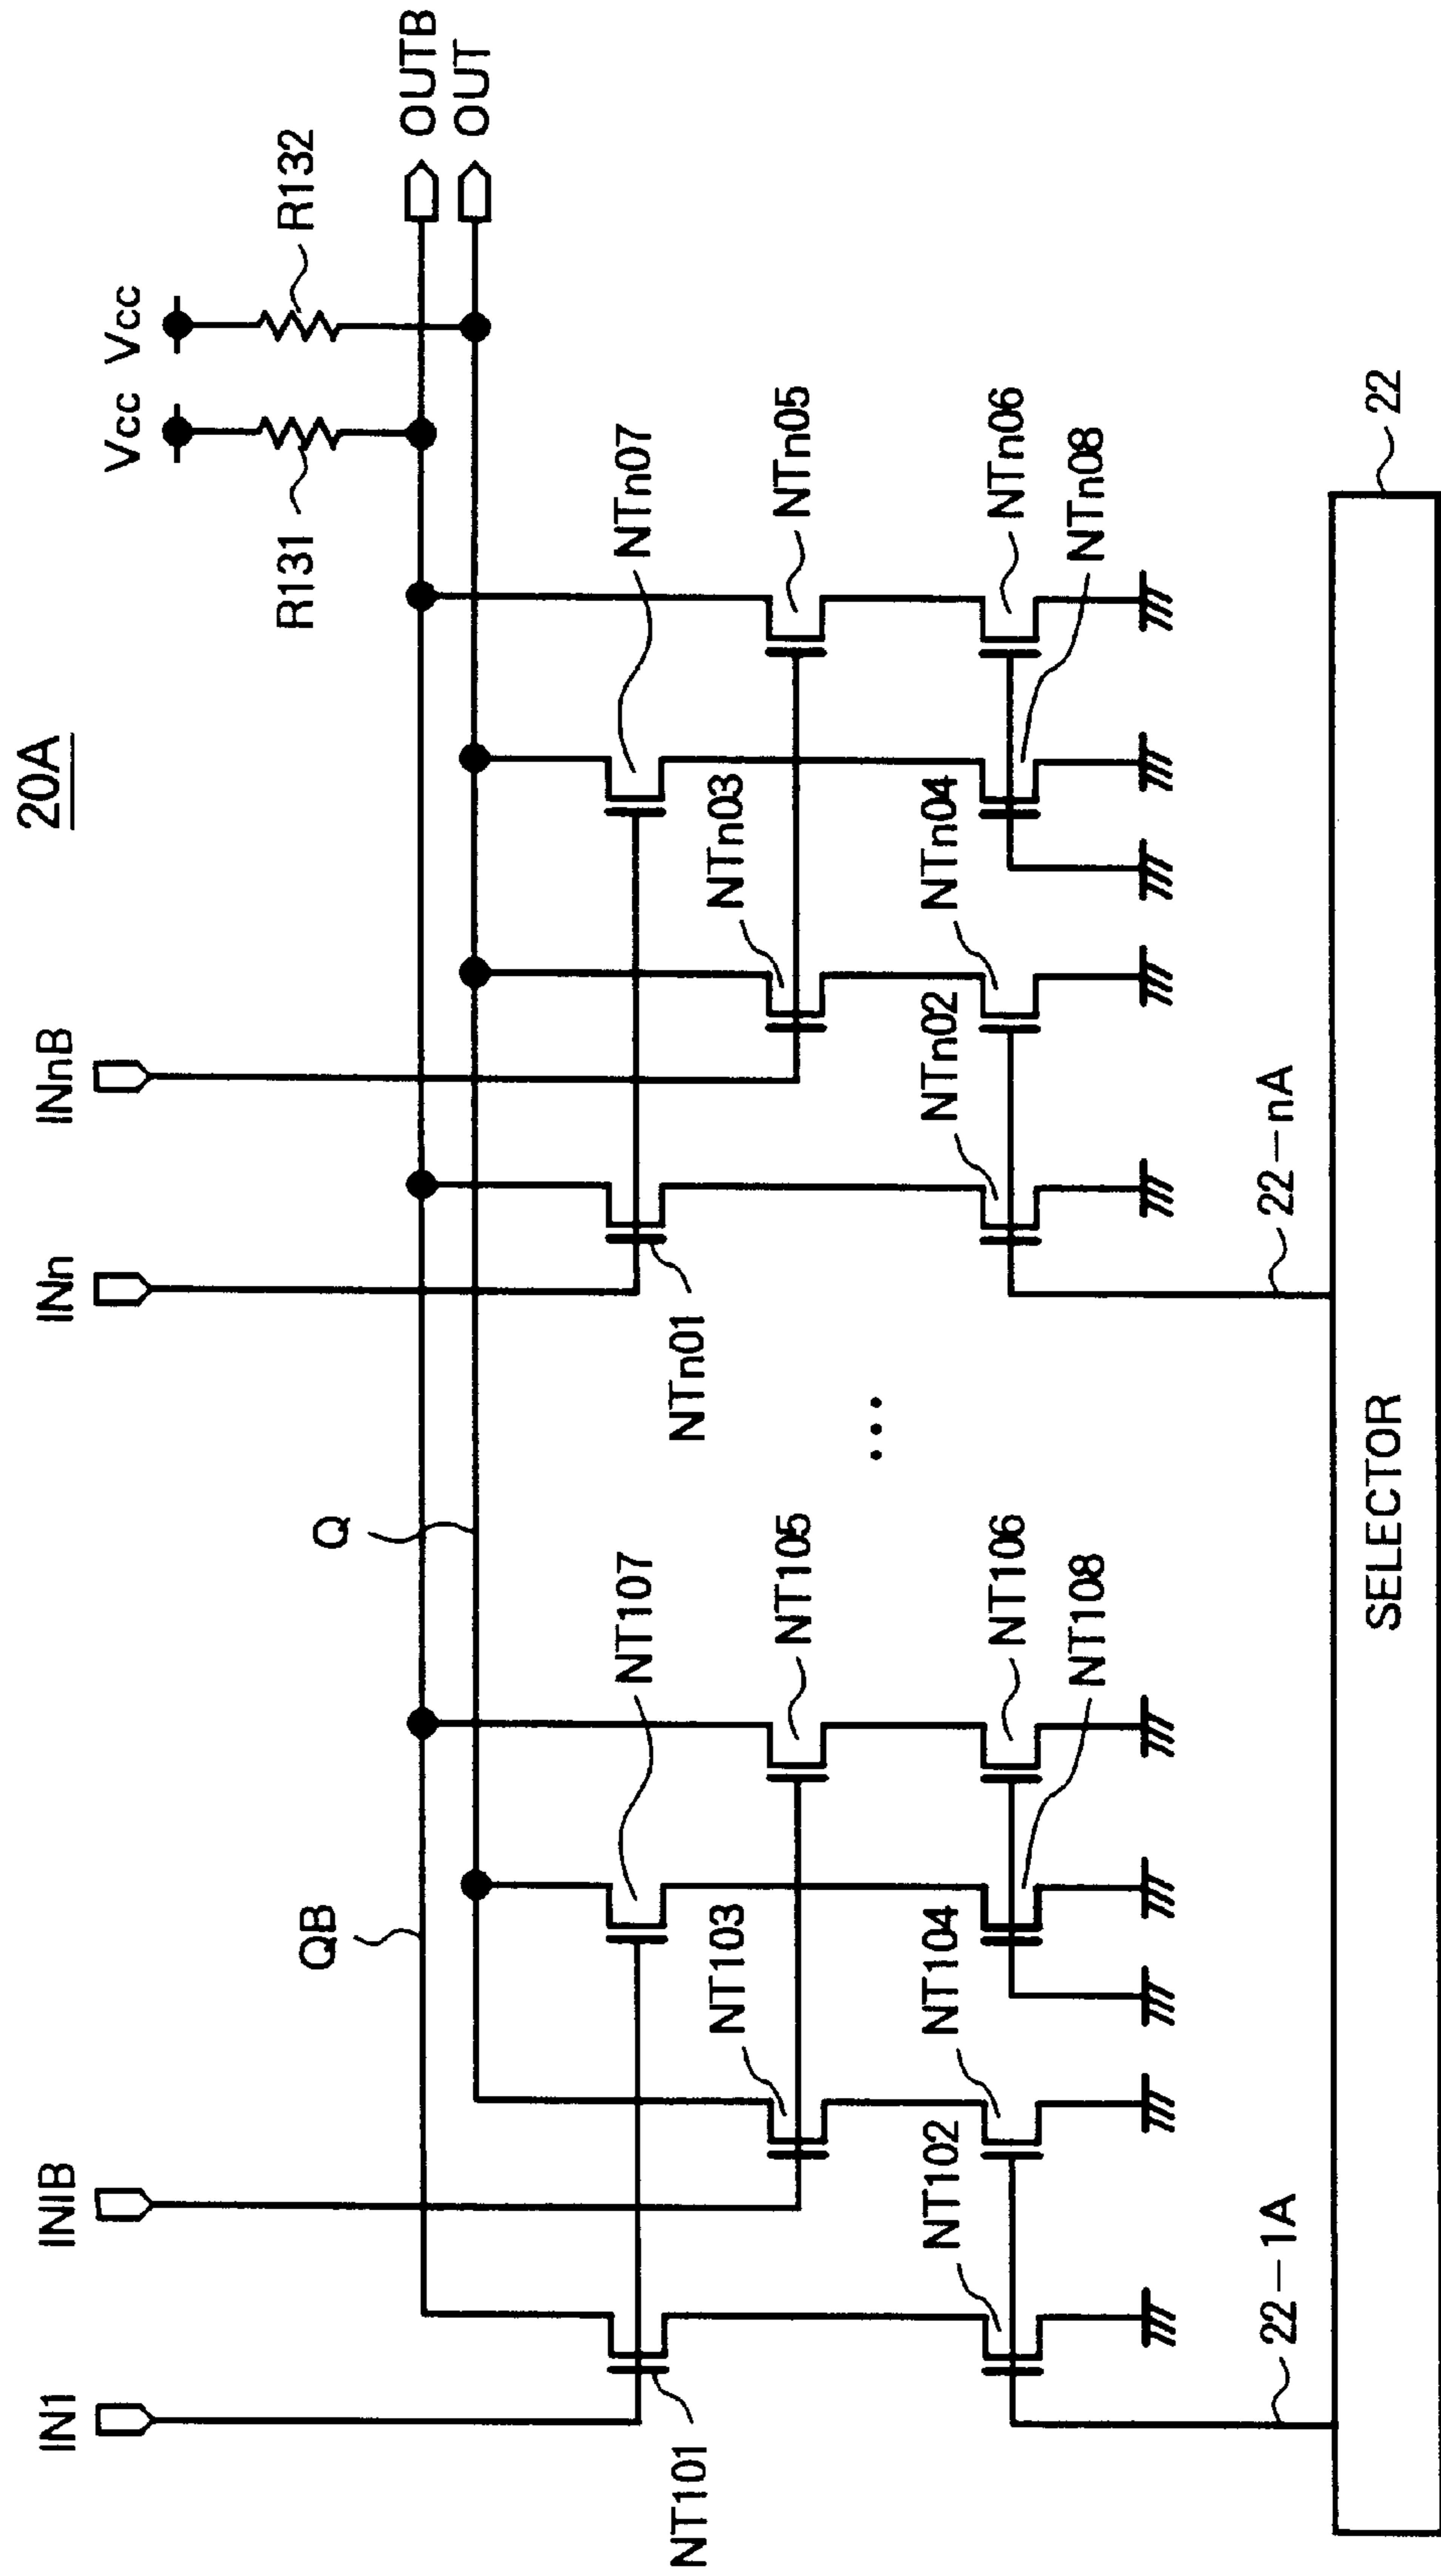 20A
IN1
IN1B
INn
INnB
Vcc
Vcc
R131
R132
OUTB
OUT
QB
Q
NT101
NT107
NTn01
NTn07
NT103
NT105
NTn03
NTn05
NT102
NT104
NT106
NT108
NTn02
NTn04
NTn06
NTn08
...
22-1A
22-nA
22
SELECTOR